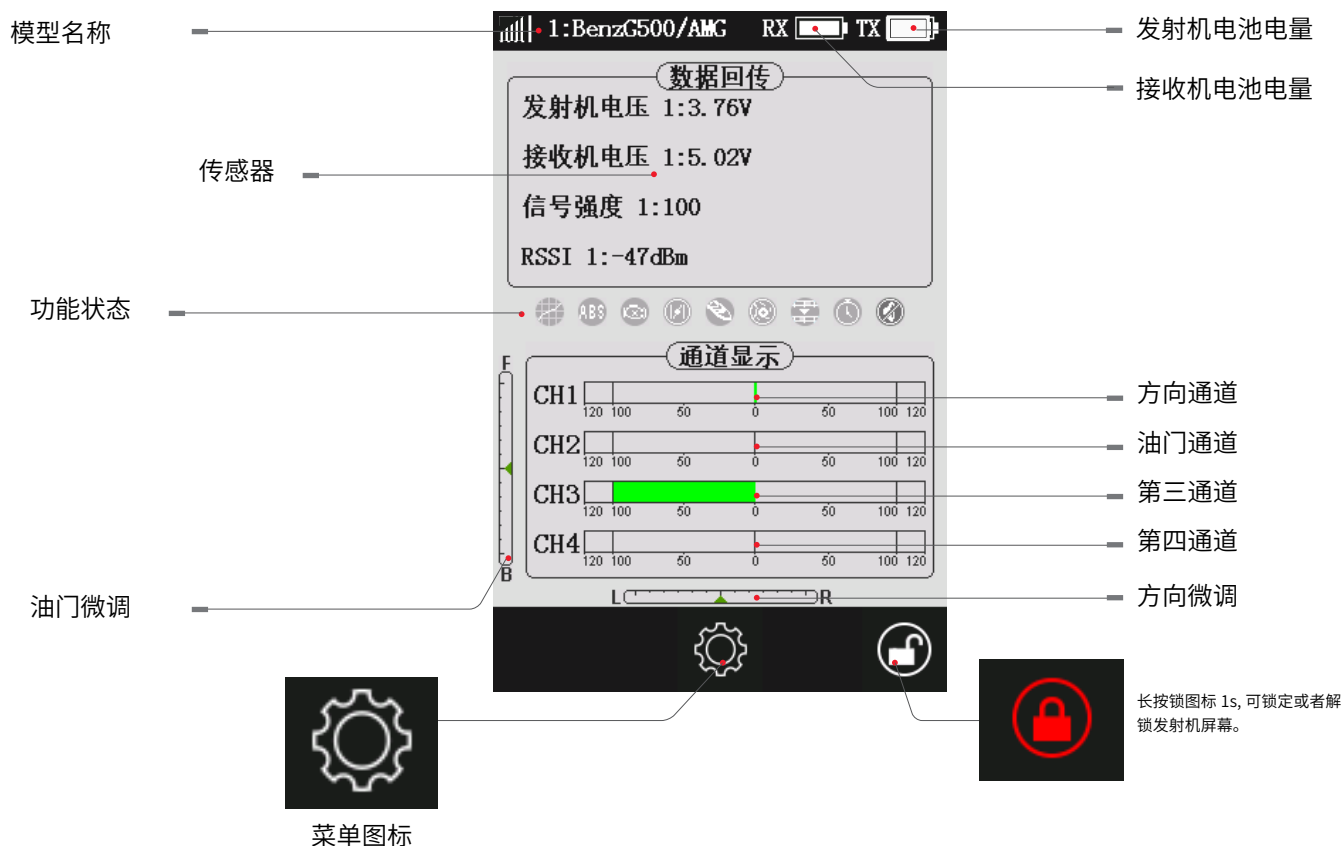 模型名称
1:BenzG500/AMG RX TX
发射机电池电量
接收机电池电量
数据回传
发射机电压 1:3.76V
接收机电压 1:5.02V
信号强度 1:100
RSSI 1:-47dBm
传感器
功能状态
ABS
通道显示
F
CH1
120 100 50 0 50 100 120
方向通道
CH2
120 100 50 0 50 100 120
油门通道
CH3
120 100 50 0 50 100 120
第三通道
CH4
120 100 50 0 50 100 120
第四通道
B
油门微调
L R
方向微调
长按锁图标 1s, 可锁定或者解
锁发射机屏幕。
菜单图标